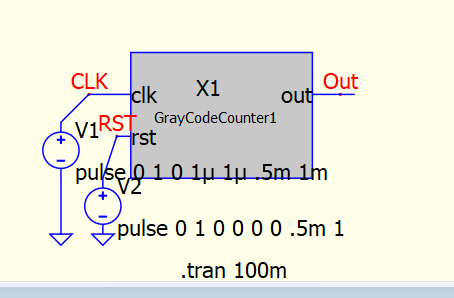 CLK
X1
clk
out
Out
GrayCodeCounter1
V1
RST
rst
pulse 0 1 0 1µ 1µ .5m 1m
V2
pulse 0 1 0 0 0 0 .5m 1
.tran 100m